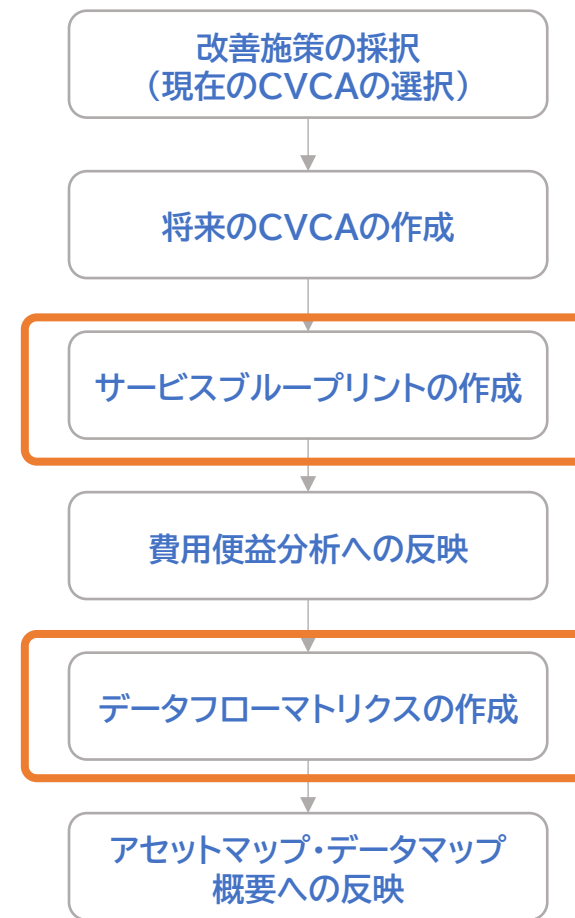 改善施策の採択
（現在のCVCAの選択）
将来のCVCAの作成
サービスブループリントの作成
費用便益分析への反映
データフローマトリクスの作成
アセットマップ・データマップ
概要への反映